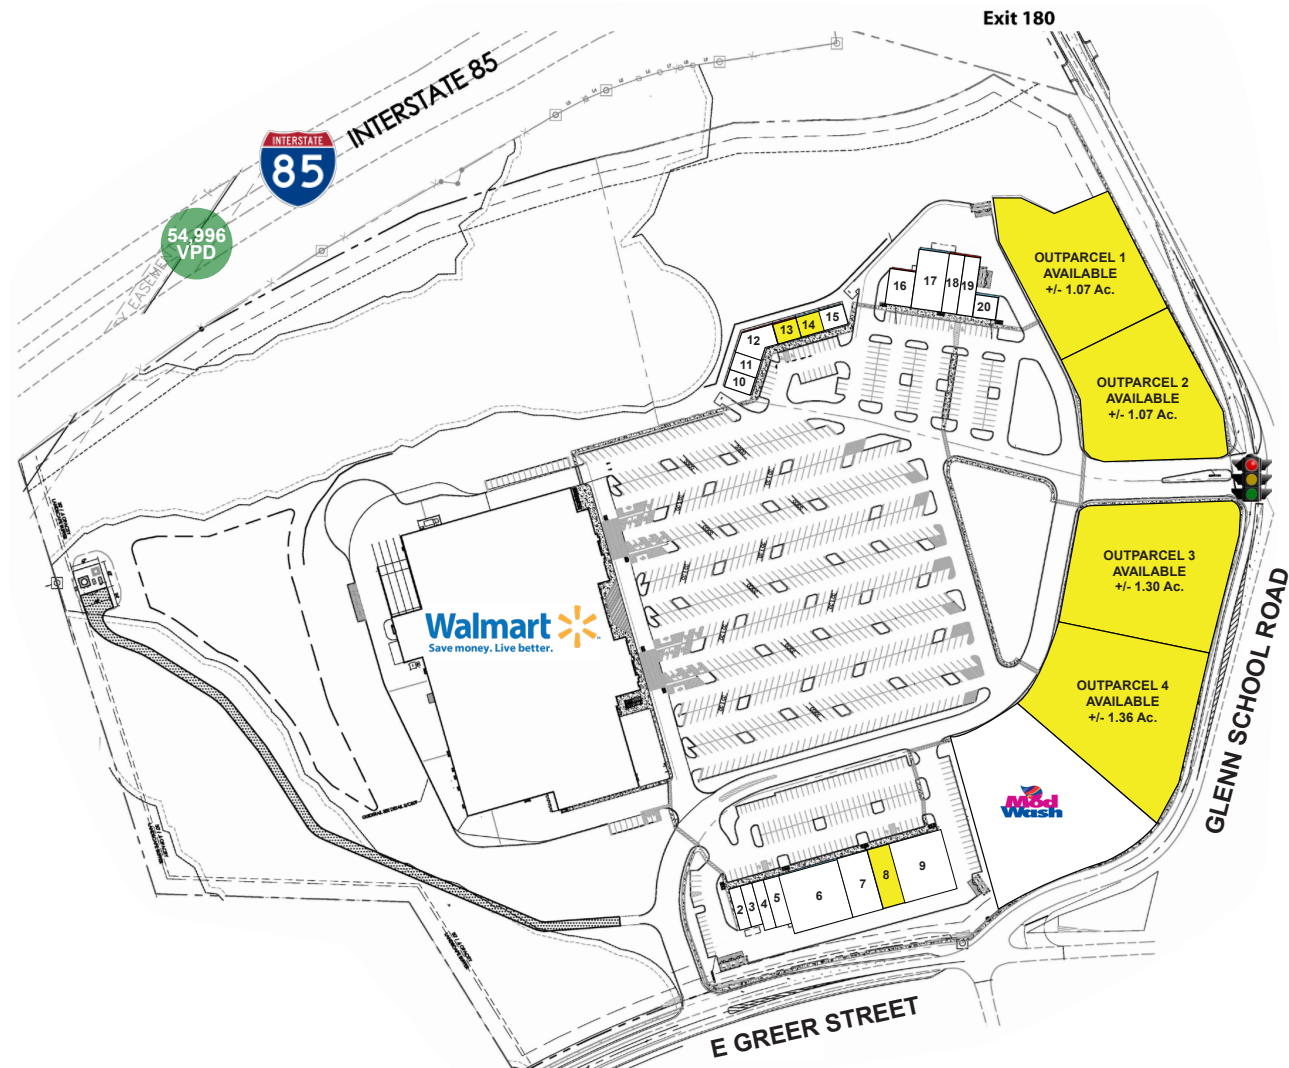 Exit 180
INTERSTATE 85
INTERSTATE
85
54,996
VPD
OUTPARCEL 1
AVAILABLE
+/- 1.07 Ac.
16
17
18
19
20
10
11
12
13
14
15
OUTPARCEL 2
AVAILABLE
+/- 1.07 Ac.
OUTPARCEL 3
AVAILABLE
+/- 1.30 Ac.
Walmart
Save money. Live better.
OUTPARCEL 4
AVAILABLE
+/- 1.36 Ac.
GLENN SCHOOL ROAD
Mod
Wash
2
3
4
5
6
7
8
9
E GREER STREET